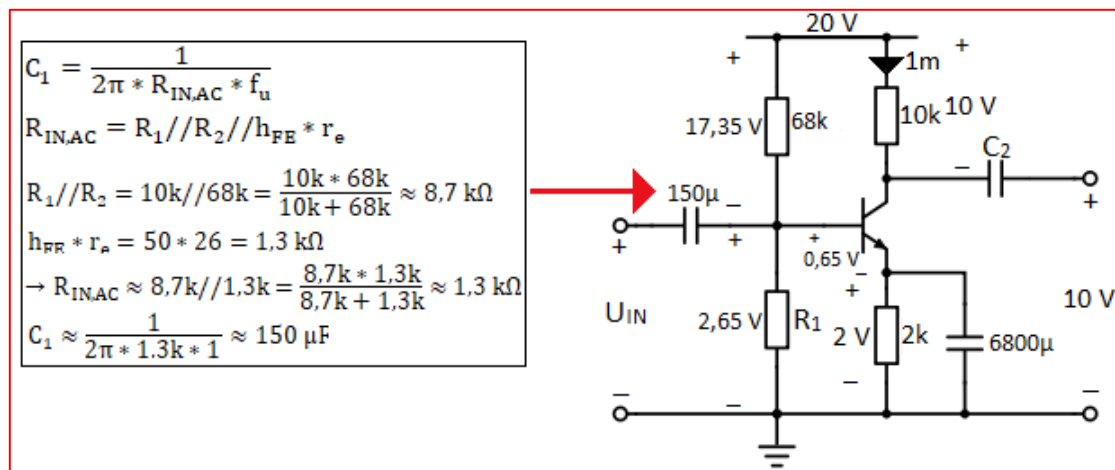 C₁ = 1 / (2π * R_IN,AC * f_u)
R_IN,AC = R₁//R₂//h_FE * r_e
R₁//R₂ = 10k//68k = (10k * 68k) / (10k + 68k) ≈ 8,7 kΩ
h_FE * r_e = 50 * 26 = 1,3 kΩ
→ R_IN,AC ≈ 8,7k//1,3k = (8,7k * 1,3k) / (8,7k + 1,3k) ≈ 1,3 kΩ
C₁ ≈ 1 / (2π * 1.3k * 1) ≈ 150 µF
20 V
+ +
1m
17,35 V 68k 10k 10 V
C₂
150µ − −
+ + + +
0,65 V −
+
U_IN 2,65 V R₁ 2 V 2k 10 V
6800µ
− − − −